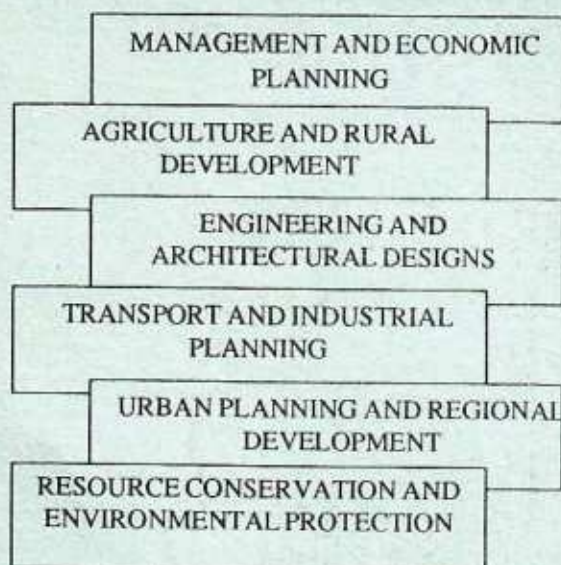 MANAGEMENT AND ECONOMIC
PLANNING
AGRICULTURE AND RURAL
DEVELOPMENT
ENGINEERING AND
ARCHITECTURAL DESIGNS
TRANSPORT AND INDUSTRIAL
PLANNING
URBAN PLANNING AND REGIONAL
DEVELOPMENT
RESOURCE CONSERVATION AND
ENVIRONMENTAL PROTECTION